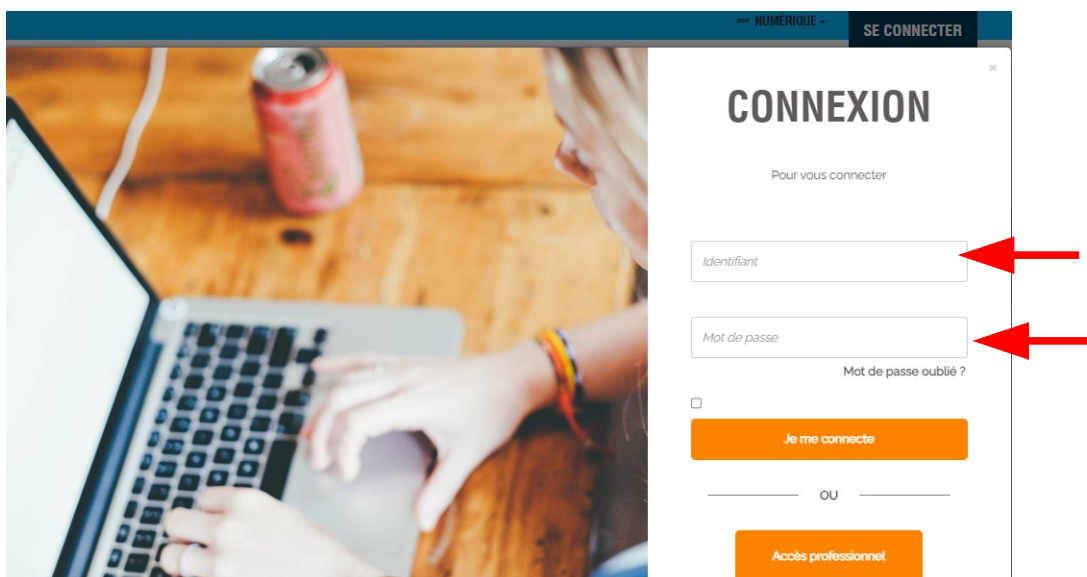 NUMÉRIQUE
SE CONNECTER
×
CONNEXION
Pour vous connecter
Identifiant
Mot de passe
Mot de passe oublié ?
Je me connecte
OU
Accès professionnel